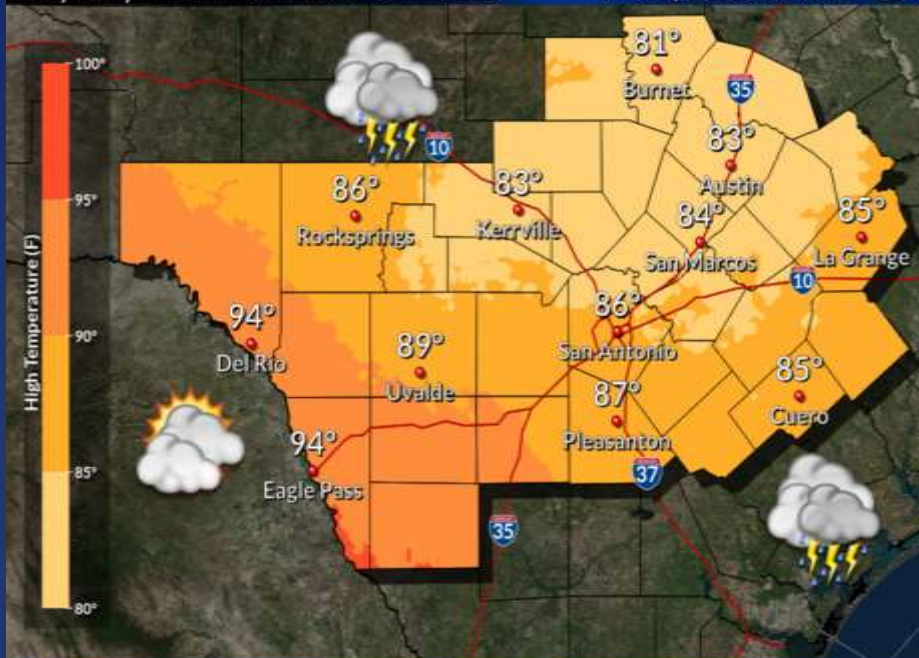 100°
95°
90°
85°
80°
High Temperature (F)
81°
Burnet
35
83°
Austin
10
86°
Rocksprings
83°
Kerrville
84°
San Marcos
85°
La Grange
10
94°
Del Rio
89°
Uvalde
86°
San Antonio
87°
Pleasanton
85°
Cuero
94°
Eagle Pass
37
35